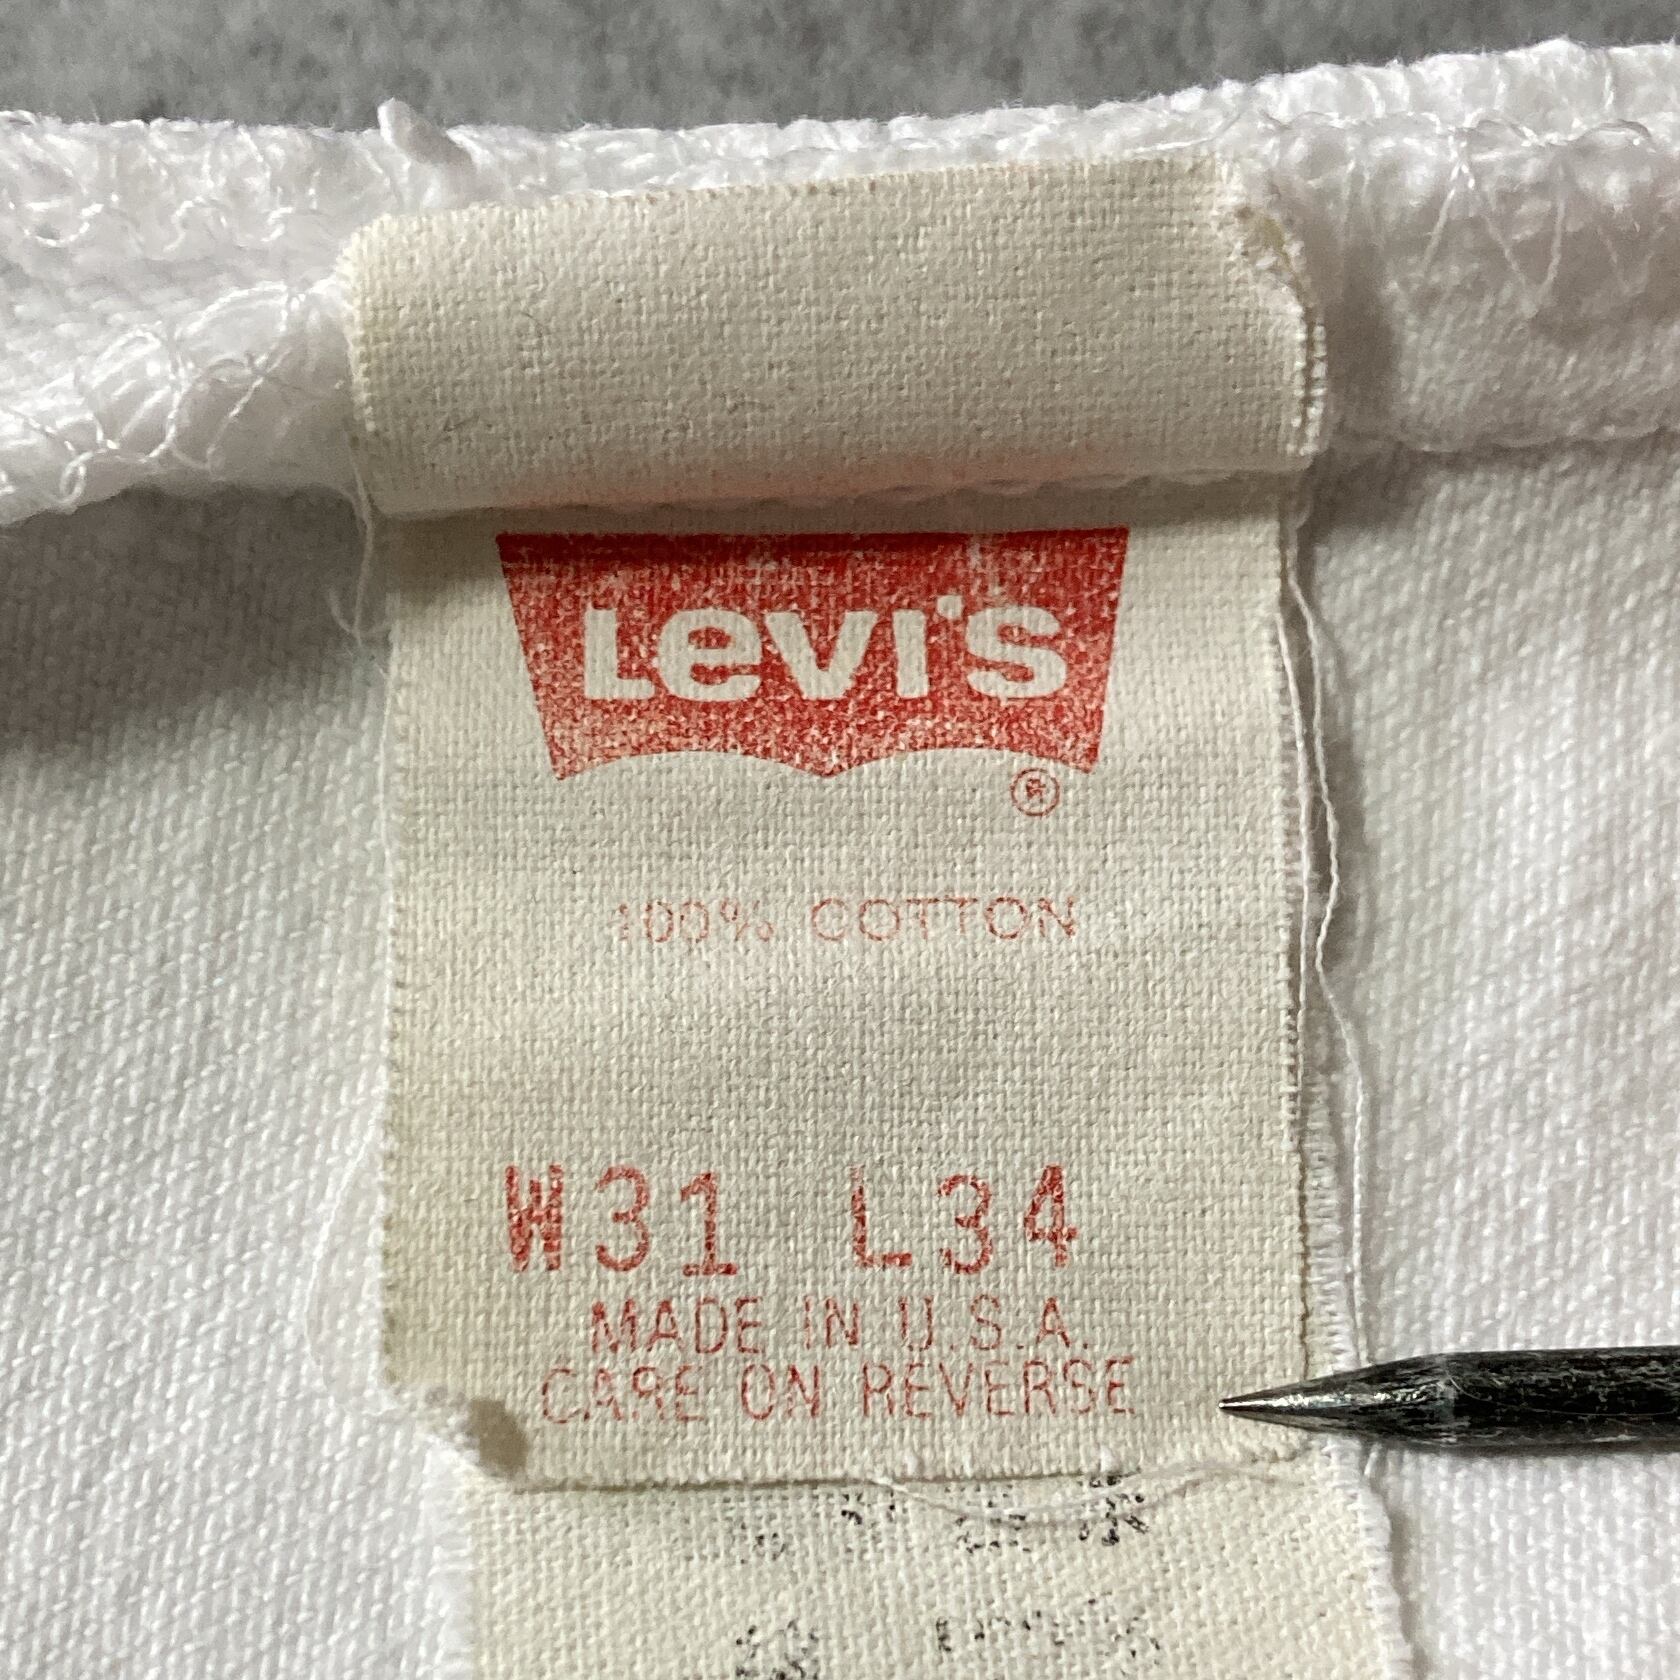 Levi's
®
100% COTTON
W31 L34
MADE IN U.S.A.
CARE ON REVERSE